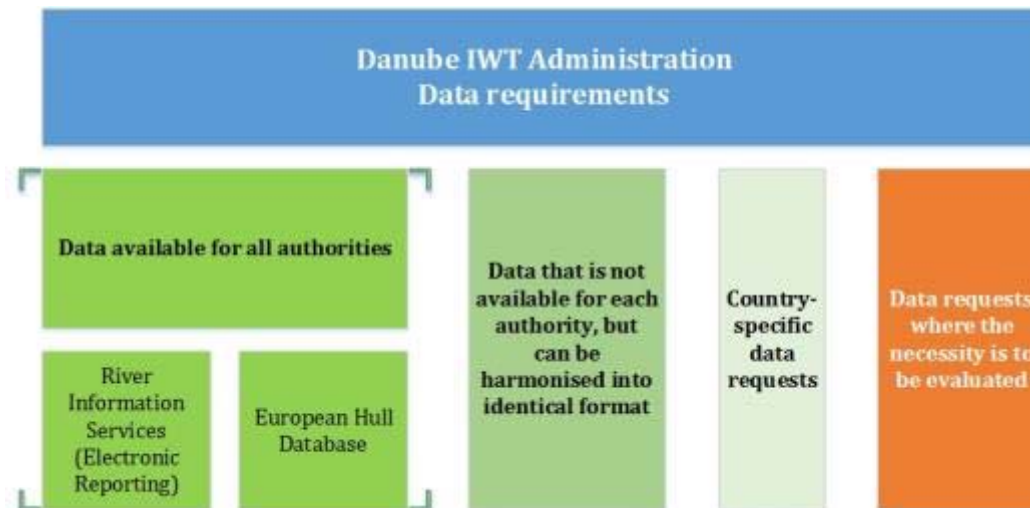 Danube IWT Administration
Data requirements
Data available for all authorities
River
Information
Services
(Electronic
Reporting)
European Hull
Database
Data that is not
available for each
authority, but
can be
harmonised into
identical format
Country-
specific
data
requests
Data requests
where the
necessity is to
be evaluated